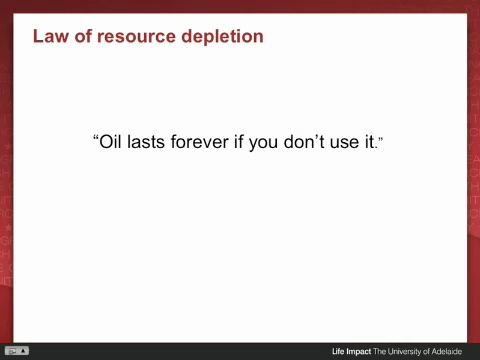 Law of resource depletion
“Oil lasts forever if you don’t use it.”
Life Impact The University of Adelaide